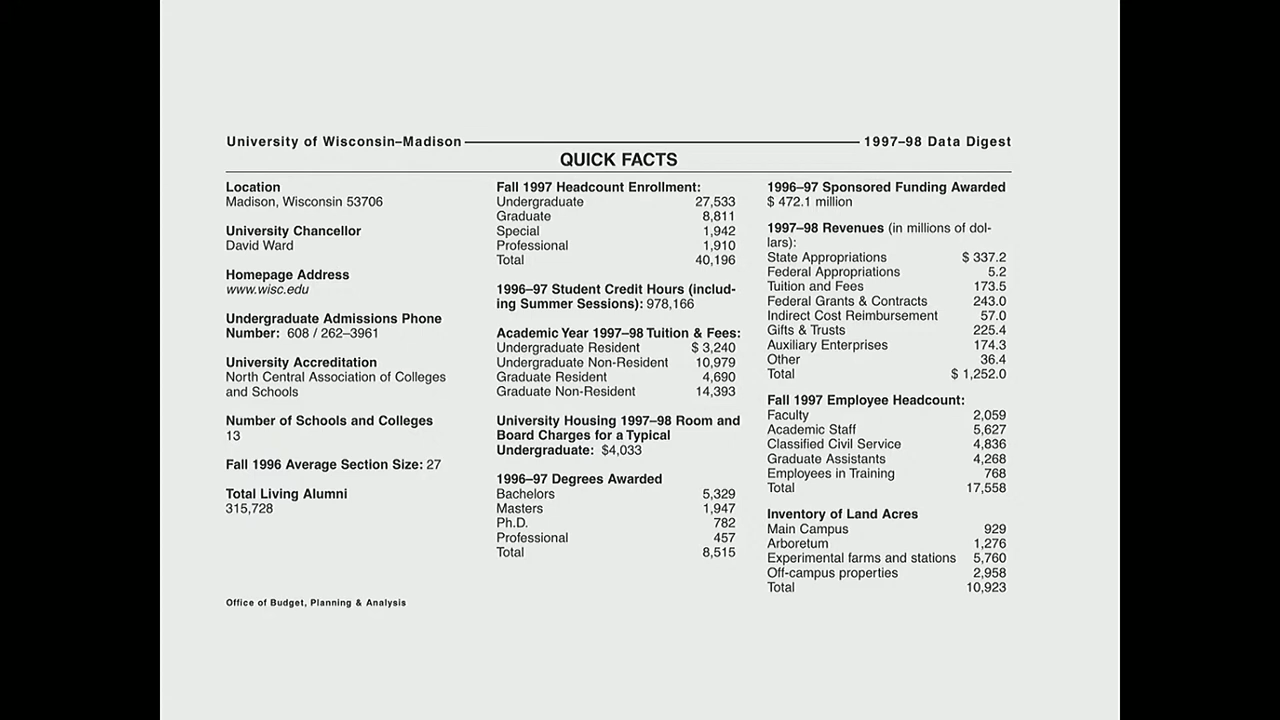 University of Wisconsin–Madison 1997–98 Data Digest
QUICK FACTS
Location
Madison, Wisconsin 53706
University Chancellor
David Ward
Homepage Address
www.wisc.edu
Undergraduate Admissions Phone
Number: 608 / 262–3961
University Accreditation
North Central Association of Colleges
and Schools
Number of Schools and Colleges
13
Fall 1996 Average Section Size: 27
Total Living Alumni
315,728
Office of Budget, Planning & Analysis
Fall 1997 Headcount Enrollment:
Undergraduate 27,533
Graduate 8,811
Special 1,942
Professional 1,910
Total 40,196
1996–97 Student Credit Hours (includ-
ing Summer Sessions): 978,166
Academic Year 1997–98 Tuition & Fees:
Undergraduate Resident $ 3,240
Undergraduate Non-Resident 10,979
Graduate Resident 4,690
Graduate Non-Resident 14,393
University Housing 1997–98 Room and
Board Charges for a Typical
Undergraduate: $4,033
1996–97 Degrees Awarded
Bachelors 5,329
Masters 1,947
Ph.D. 782
Professional 457
Total 8,515
1996–97 Sponsored Funding Awarded
$ 472.1 million
1997–98 Revenues (in millions of dol-
lars):
State Appropriations $ 337.2
Federal Appropriations 5.2
Tuition and Fees 173.5
Federal Grants & Contracts 243.0
Indirect Cost Reimbursement 57.0
Gifts & Trusts 225.4
Auxiliary Enterprises 174.3
Other 36.4
Total $ 1,252.0
Fall 1997 Employee Headcount:
Faculty 2,059
Academic Staff 5,627
Classified Civil Service 4,836
Graduate Assistants 4,268
Employees in Training 768
Total 17,558
Inventory of Land Acres
Main Campus 929
Arboretum 1,276
Experimental farms and stations 5,760
Off-campus properties 2,958
Total 10,923